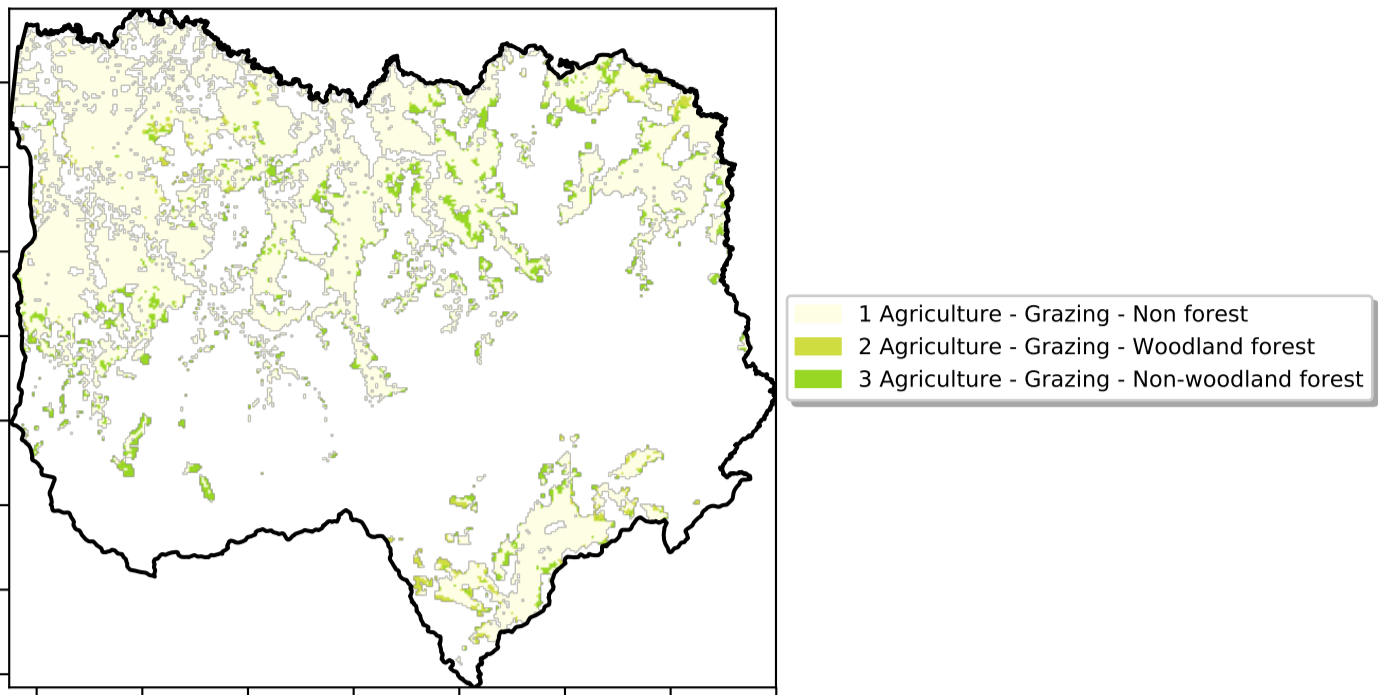 1 Agriculture - Grazing - Non forest
2 Agriculture - Grazing - Woodland forest
3 Agriculture - Grazing - Non-woodland forest